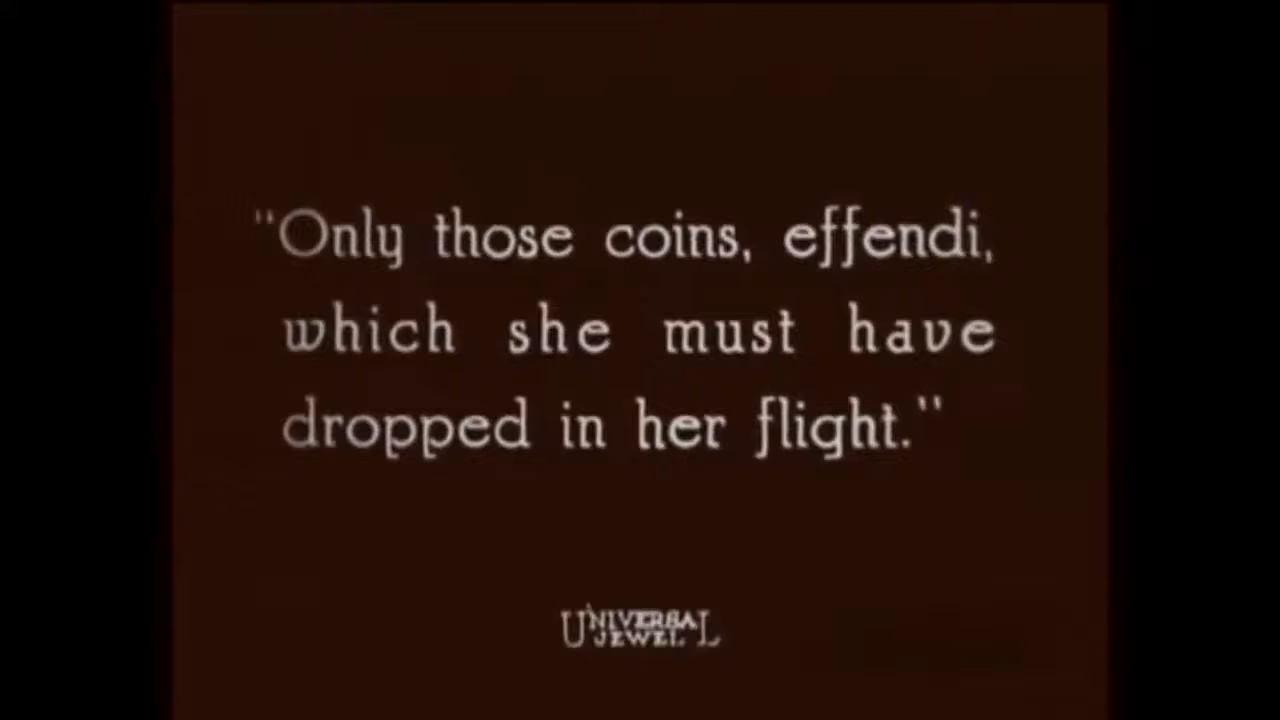 "Only those coins, effendi,
which she must have
dropped in her flight."
UNIVERSAL
JEWEL